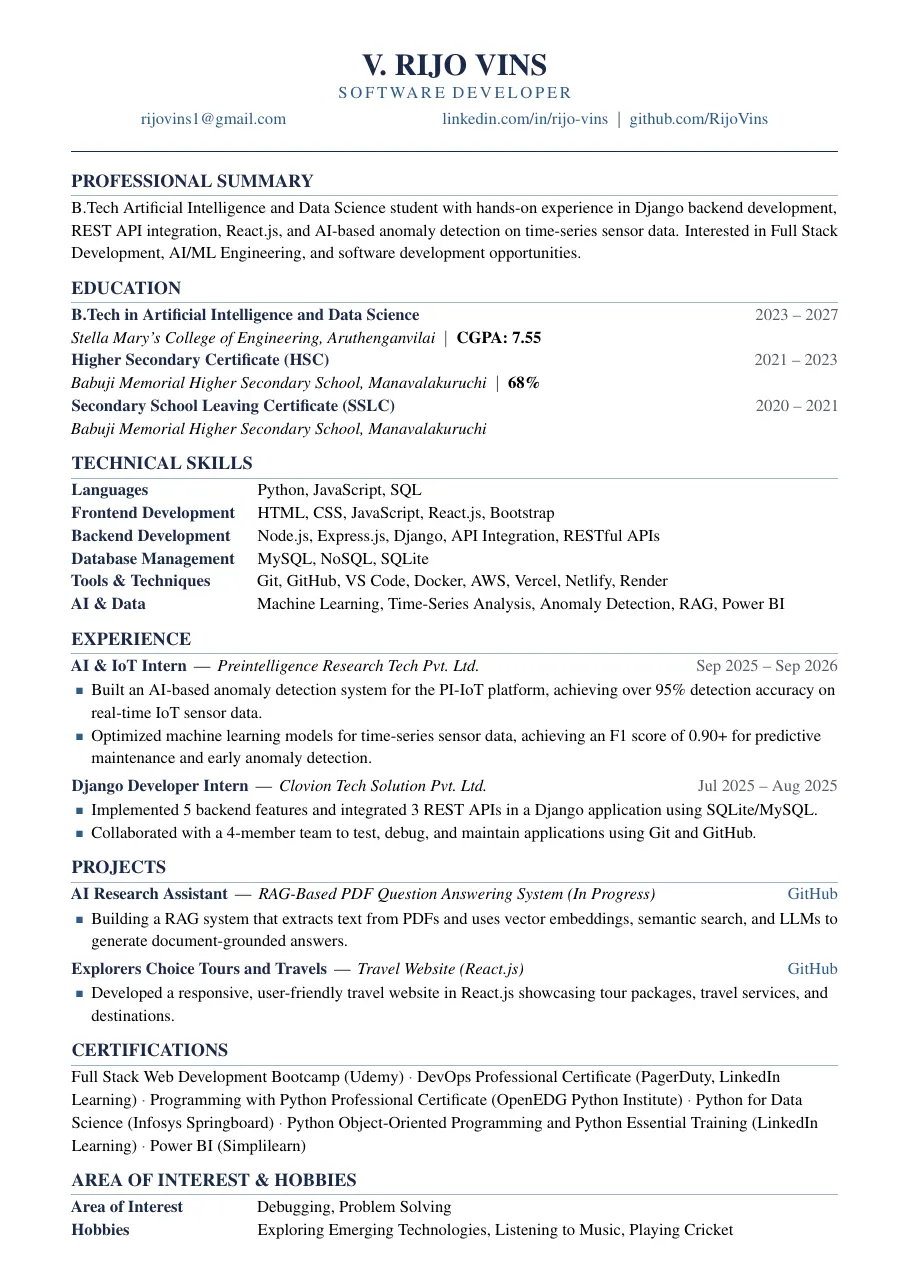 V. RIJO VINS
SOFTWARE DEVELOPER
rijovins1@gmail.com linkedin.com/in/rijo-vins | github.com/RijoVins
PROFESSIONAL SUMMARY
B.Tech Artificial Intelligence and Data Science student with hands-on experience in Django backend development,
REST API integration, React.js, and AI-based anomaly detection on time-series sensor data. Interested in Full Stack
Development, AI/ML Engineering, and software development opportunities.
EDUCATION
B.Tech in Artificial Intelligence and Data Science 2023 – 2027
Stella Mary’s College of Engineering, Aruthenganvilai | CGPA: 7.55
Higher Secondary Certificate (HSC) 2021 – 2023
Babuji Memorial Higher Secondary School, Manavalakuruchi | 68%
Secondary School Leaving Certificate (SSLC) 2020 – 2021
Babuji Memorial Higher Secondary School, Manavalakuruchi
TECHNICAL SKILLS
Languages Python, JavaScript, SQL
Frontend Development HTML, CSS, JavaScript, React.js, Bootstrap
Backend Development Node.js, Express.js, Django, API Integration, RESTful APIs
Database Management MySQL, NoSQL, SQLite
Tools & Techniques Git, GitHub, VS Code, Docker, AWS, Vercel, Netlify, Render
AI & Data Machine Learning, Time-Series Analysis, Anomaly Detection, RAG, Power BI
EXPERIENCE
AI & IoT Intern — Preintelligence Research Tech Pvt. Ltd. Sep 2025 – Sep 2026
▪ Built an AI-based anomaly detection system for the PI-IoT platform, achieving over 95% detection accuracy on
real-time IoT sensor data.
▪ Optimized machine learning models for time-series sensor data, achieving an F1 score of 0.90+ for predictive
maintenance and early anomaly detection.
Django Developer Intern — Clovion Tech Solution Pvt. Ltd. Jul 2025 – Aug 2025
▪ Implemented 5 backend features and integrated 3 REST APIs in a Django application using SQLite/MySQL.
▪ Collaborated with a 4-member team to test, debug, and maintain applications using Git and GitHub.
PROJECTS
AI Research Assistant — RAG-Based PDF Question Answering System (In Progress) GitHub
▪ Building a RAG system that extracts text from PDFs and uses vector embeddings, semantic search, and LLMs to
generate document-grounded answers.
Explorers Choice Tours and Travels — Travel Website (React.js) GitHub
▪ Developed a responsive, user-friendly travel website in React.js showcasing tour packages, travel services, and
destinations.
CERTIFICATIONS
Full Stack Web Development Bootcamp (Udemy) · DevOps Professional Certificate (PagerDuty, LinkedIn
Learning) · Programming with Python Professional Certificate (OpenEDG Python Institute) · Python for Data
Science (Infosys Springboard) · Python Object-Oriented Programming and Python Essential Training (LinkedIn
Learning) · Power BI (Simplilearn)
AREA OF INTEREST & HOBBIES
Area of Interest Debugging, Problem Solving
Hobbies Exploring Emerging Technologies, Listening to Music, Playing Cricket